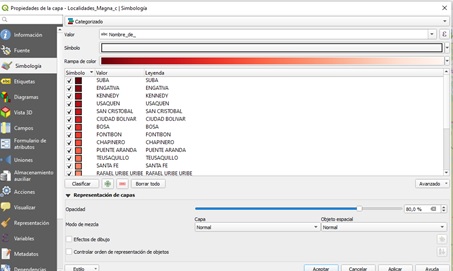 Propiedades de la capa - Localidades_Magna_c | Simbología
Información
Fuente
Simbología
Etiquetas
Diagramas
Vista 3D
Campos
Formulario de atributos
Uniones
Almacenamiento auxiliar
Acciones
Visualizar
Representación
Variables
Metadatos
Dependencias
Categorizado
Valor abc Nombre_de_
Símbolo
Rampa de color
Símbolo Valor Leyenda
SUBA SUBA
ENGATIVA ENGATIVA
KENNEDY KENNEDY
USAQUEN USAQUEN
SAN CRISTOBAL SAN CRISTOBAL
CIUDAD BOLIVAR CIUDAD BOLIVAR
BOSA BOSA
FONTIBON FONTIBON
CHAPINERO CHAPINERO
PUENTE ARANDA PUENTE ARANDA
TEUSAQUILLO TEUSAQUILLO
SANTA FE SANTA FE
RAFAEL URIBE URIBE RAFAEL URIBE URIBE
Clasificar Borrar todo Avanzado
Representación de capas
Opacidad 80,0 %
Capa Objeto espacial
Modo de mezcla Normal Normal
Efectos de dibujo
Controlar orden de representación de objetos
Estilo Aceptar Cancelar Aplicar Ayuda